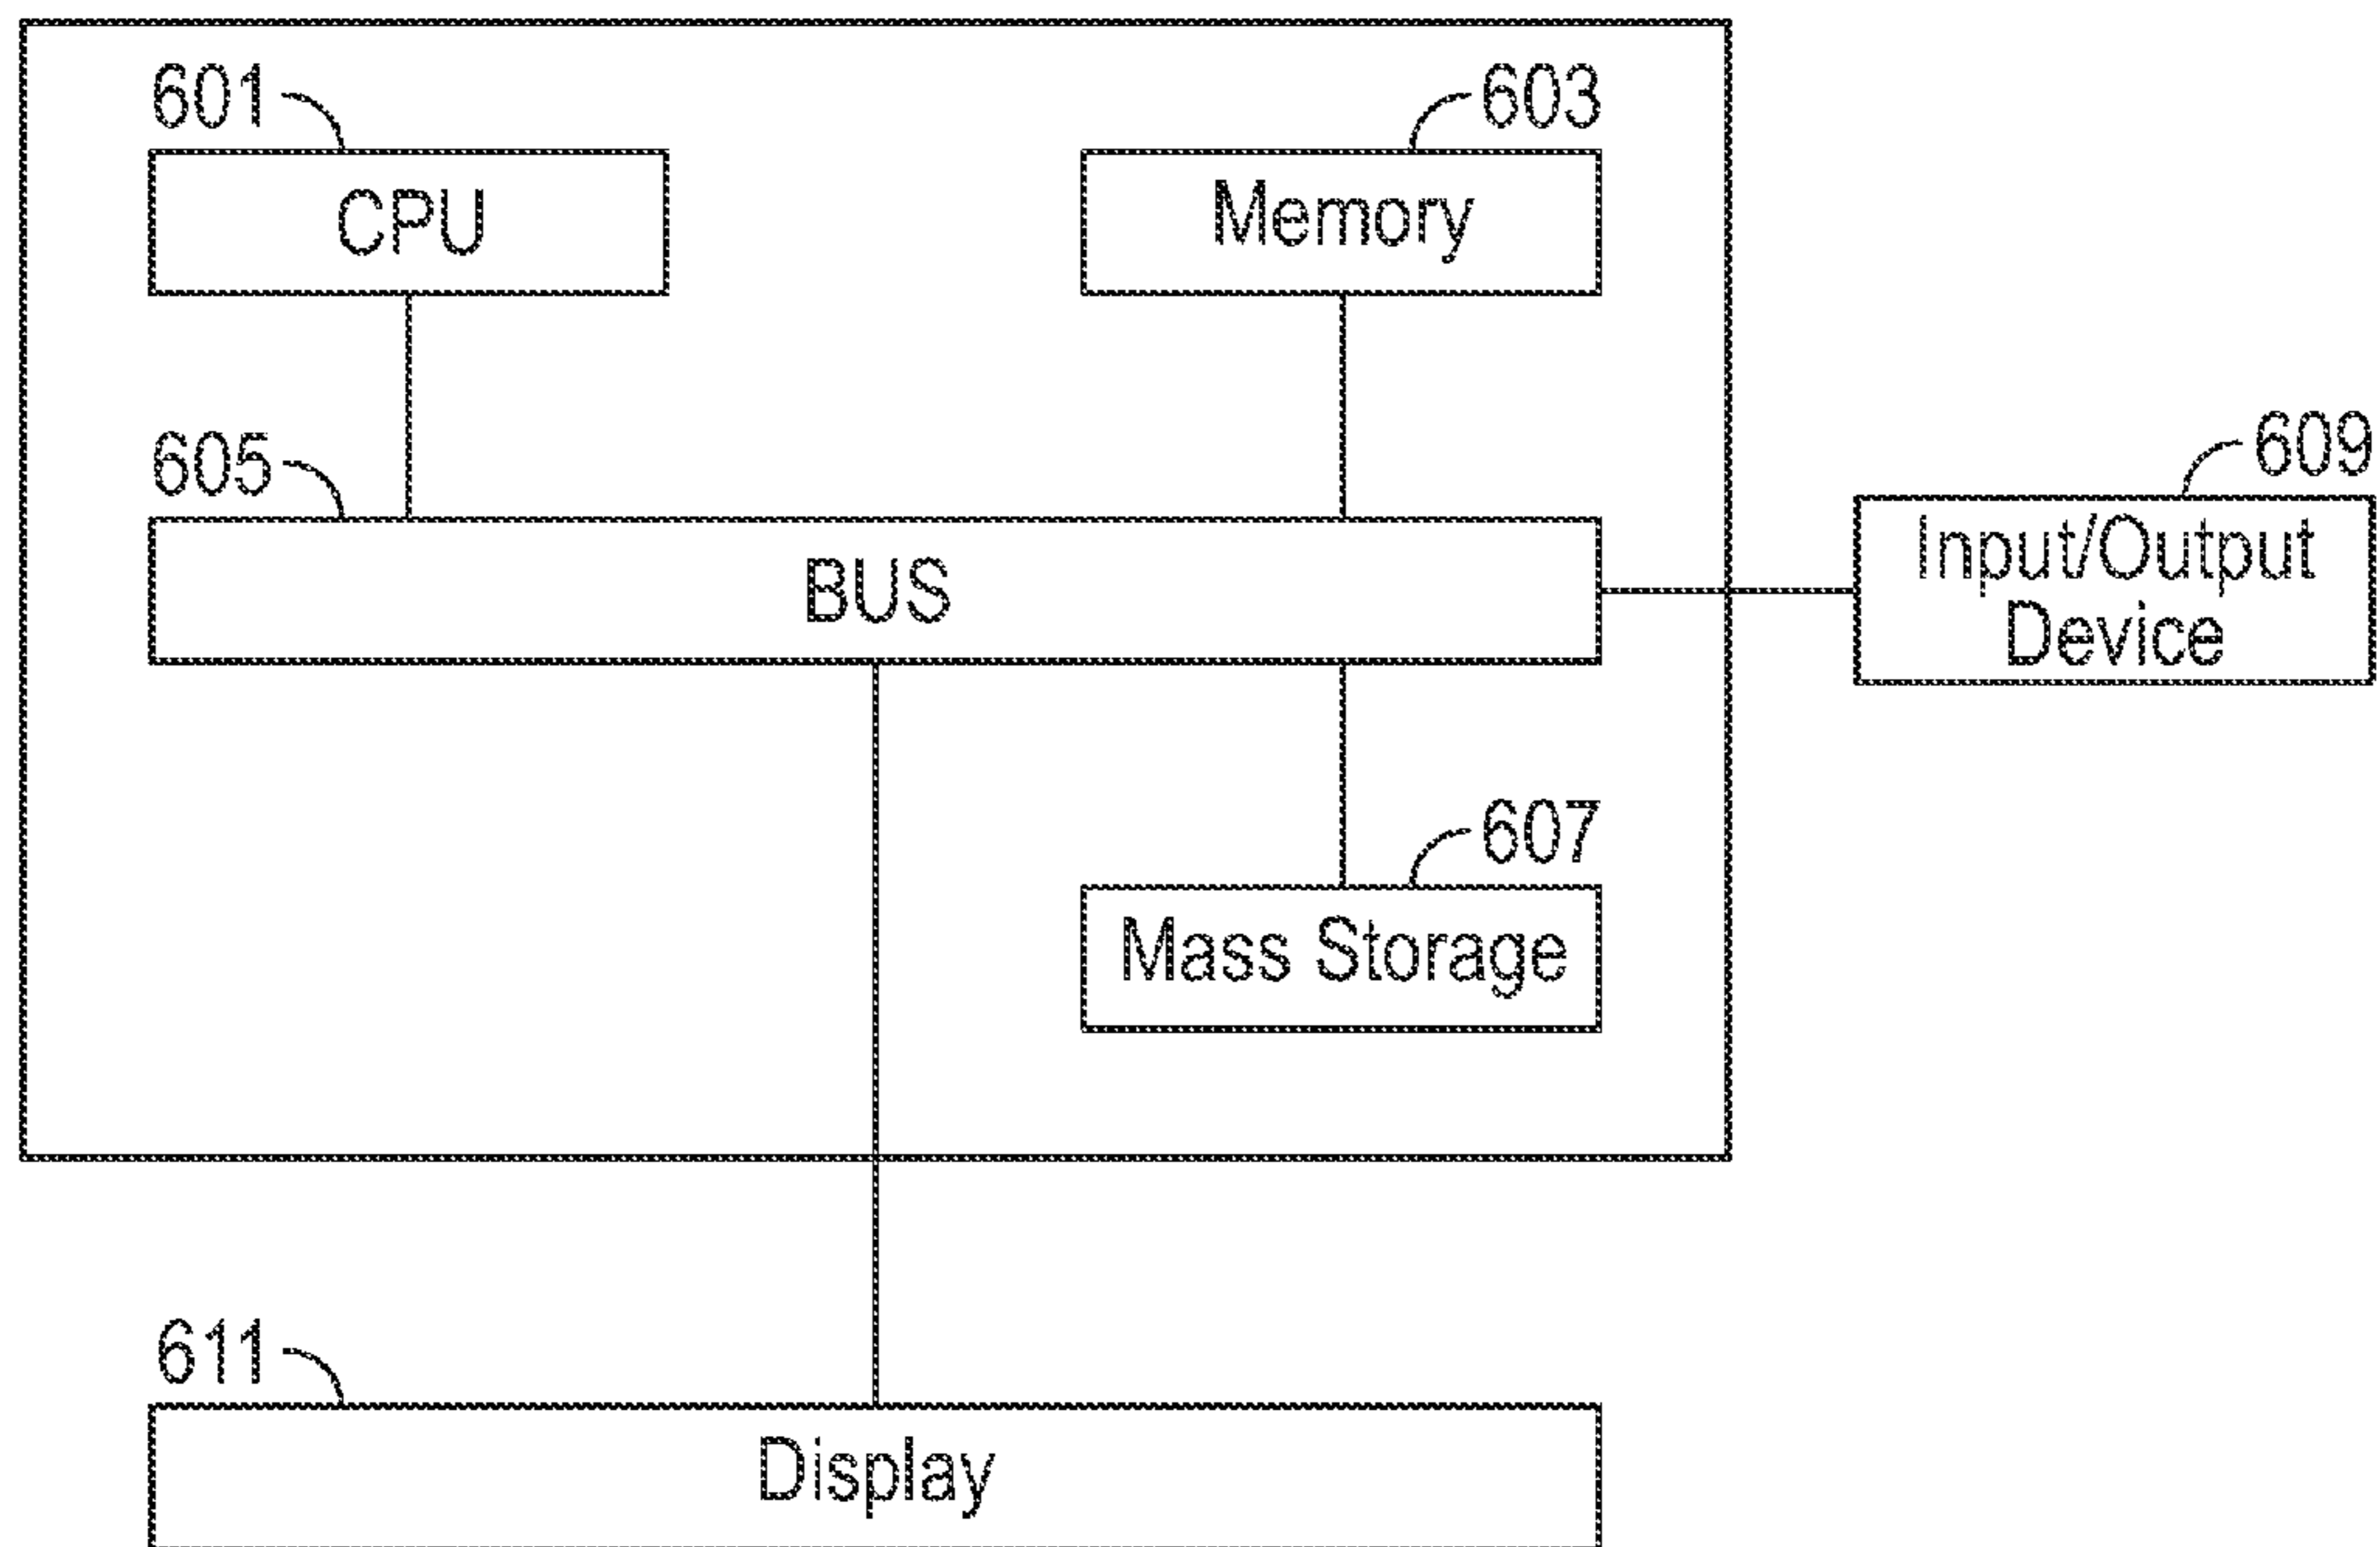 601
603
CPU
Memory
605
609
BUS
Input/Output
Device
607
Mass Storage
611
Display